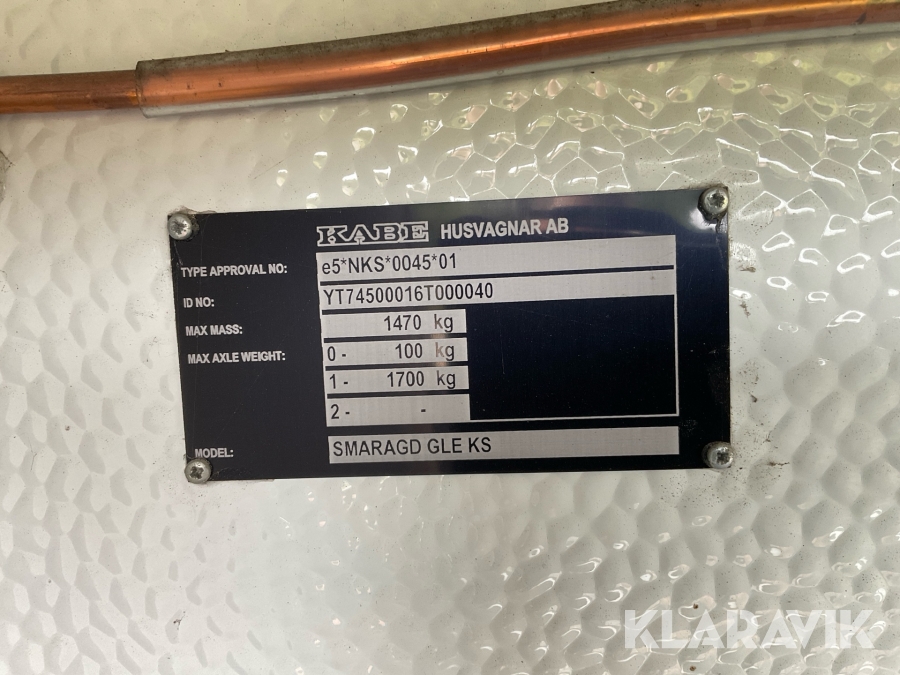 KABE HUSVAGNAR AB
TYPE APPROVAL NO: e5*NKS*0045*01
ID NO: YT74500016T000040
MAX MASS: 1470 kg
MAX AXLE WEIGHT: 0 - 100 kg
1 - 1700 kg
2 - -
MODEL: SMARAGD GLE KS
KLARAVIK